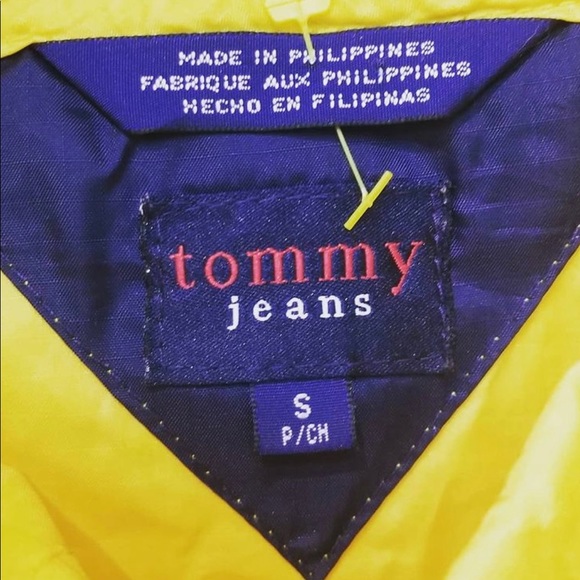 MADE IN PHILIPPINES
FABRIQUE AUX PHILIPPINES
HECHO EN FILIPINAS
tommy
jeans
S
P/CH